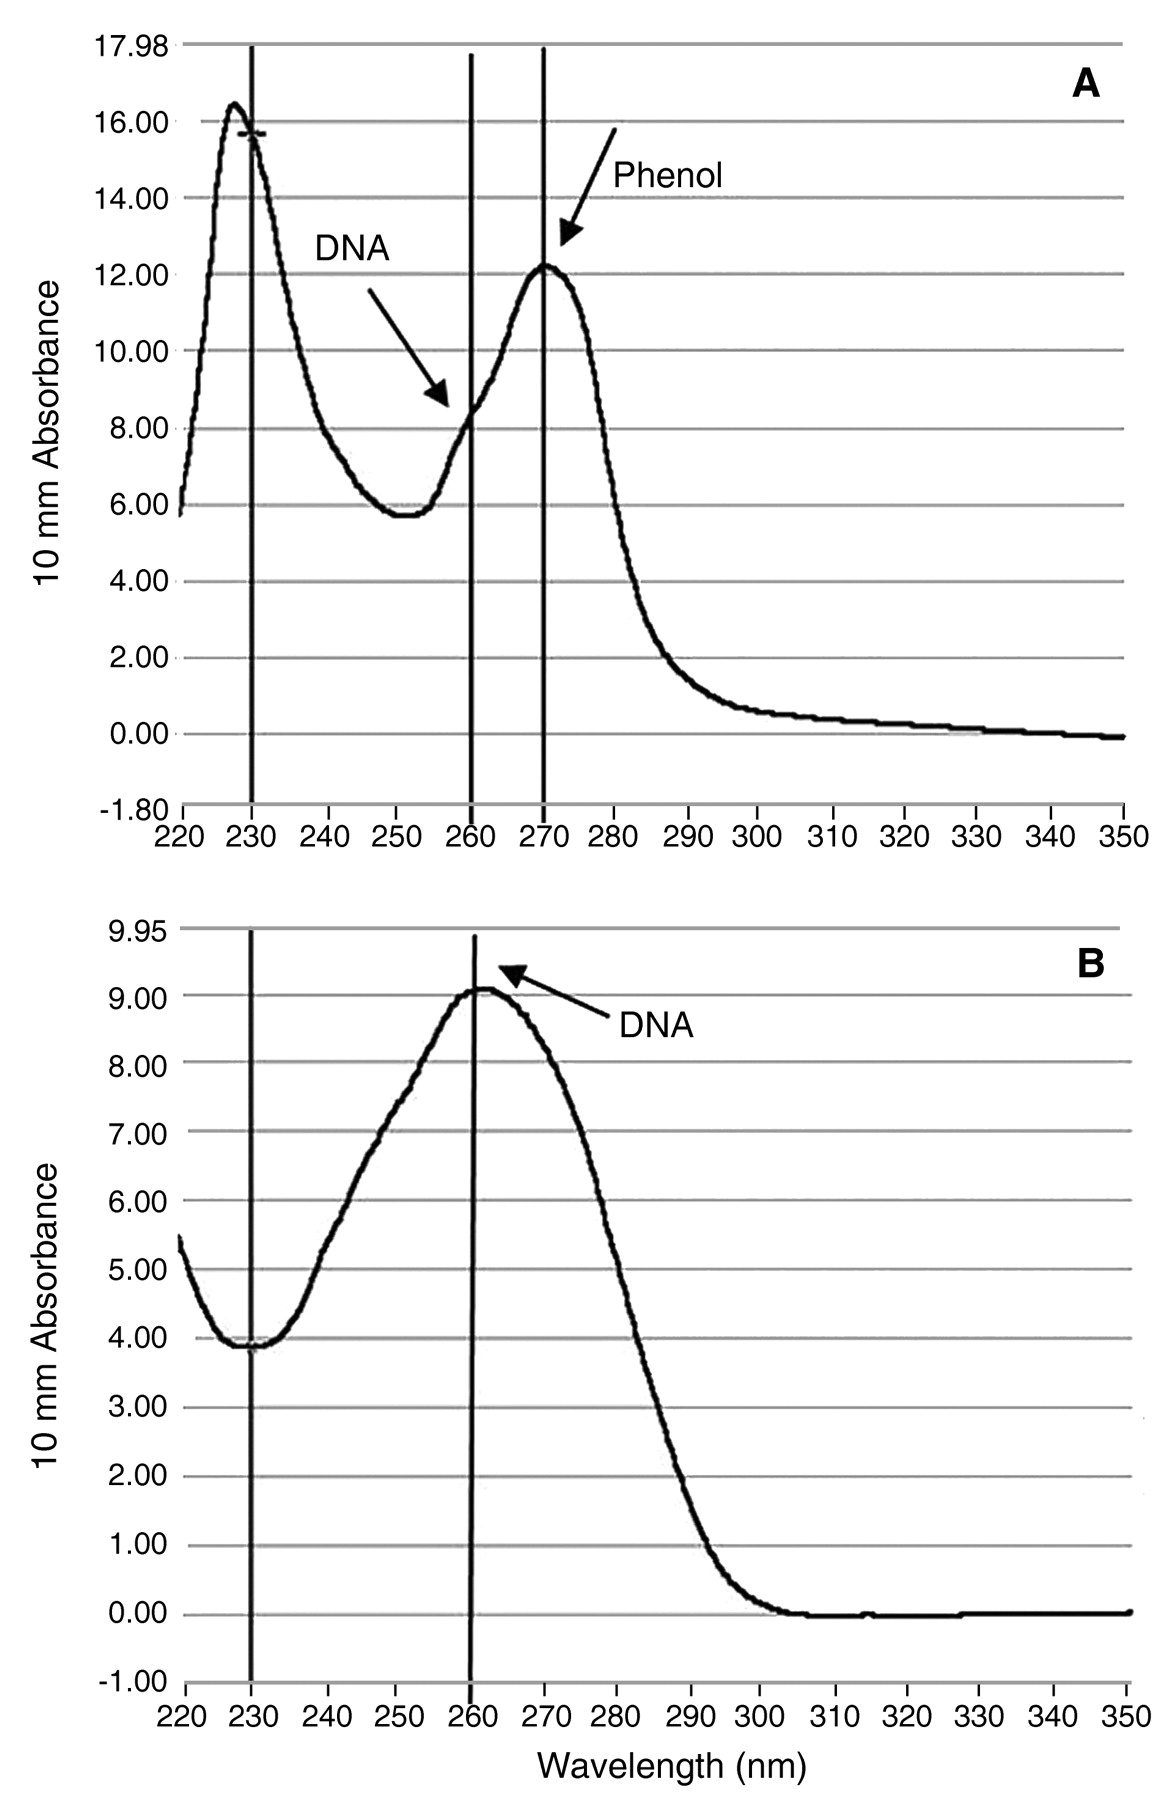 17.98
A
16.00
Phenol
14.00
DNA
12.00
10.00
8.00
6.00
4.00
2.00
0.00
-1.80
10 mm Absorbance
220 230 240 250 260 270 280 290 300 310 320 330 340 350
9.95
B
9.00
DNA
8.00
7.00
6.00
5.00
4.00
3.00
2.00
1.00
0.00
-1.00
10 mm Absorbance
220 230 240 250 260 270 280 290 300 310 320 330 340 350
Wavelength (nm)